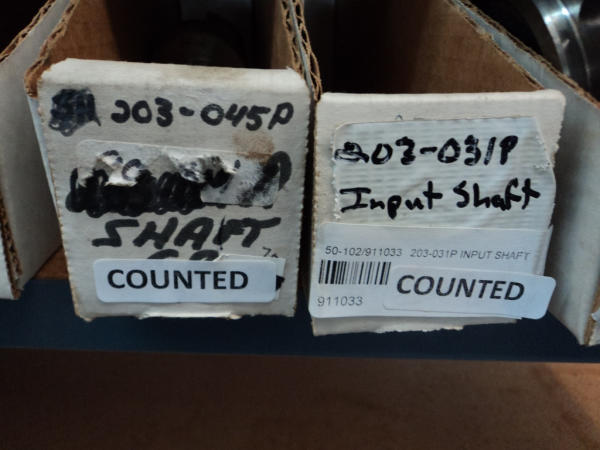 203-045P
SHAFT
COUNTED
203-031P
Input Shaft
50-102/911033 203-031P INPUT SHAFT
911033
COUNTED